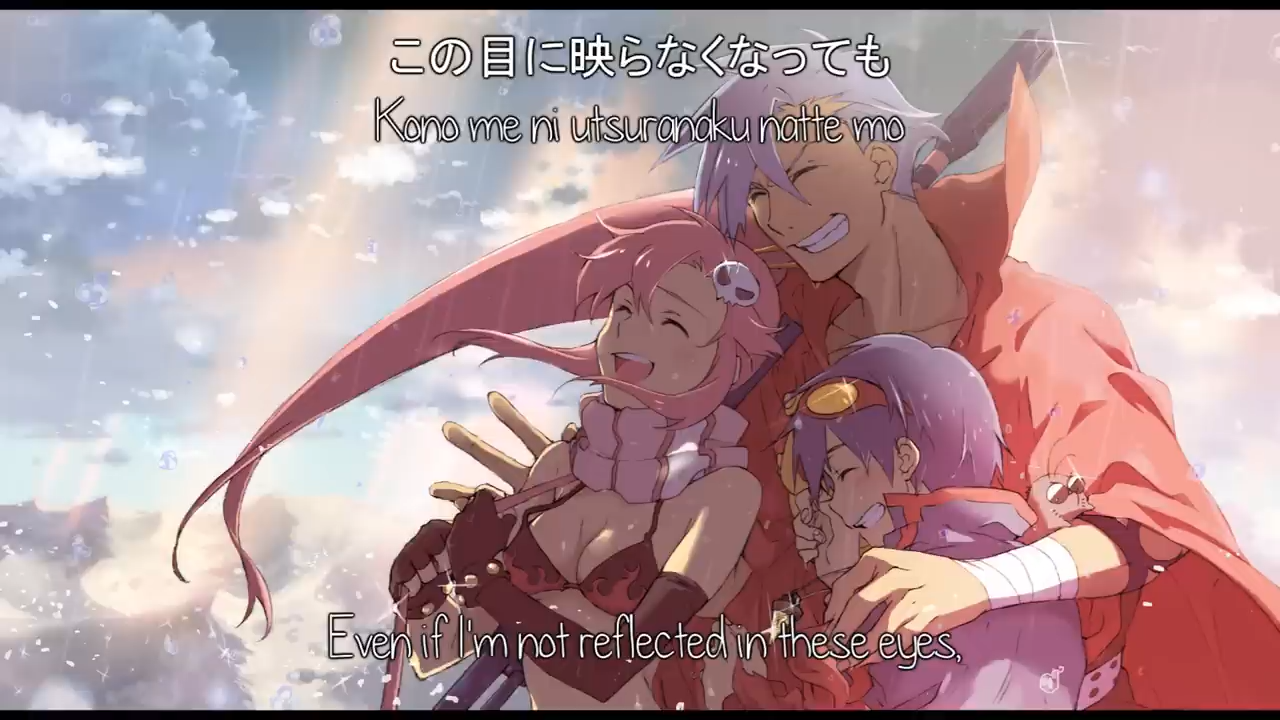 この目に映らなくなっても
Kono me ni utsuranaku natte mo
Even if I'm not reflected in these eyes,